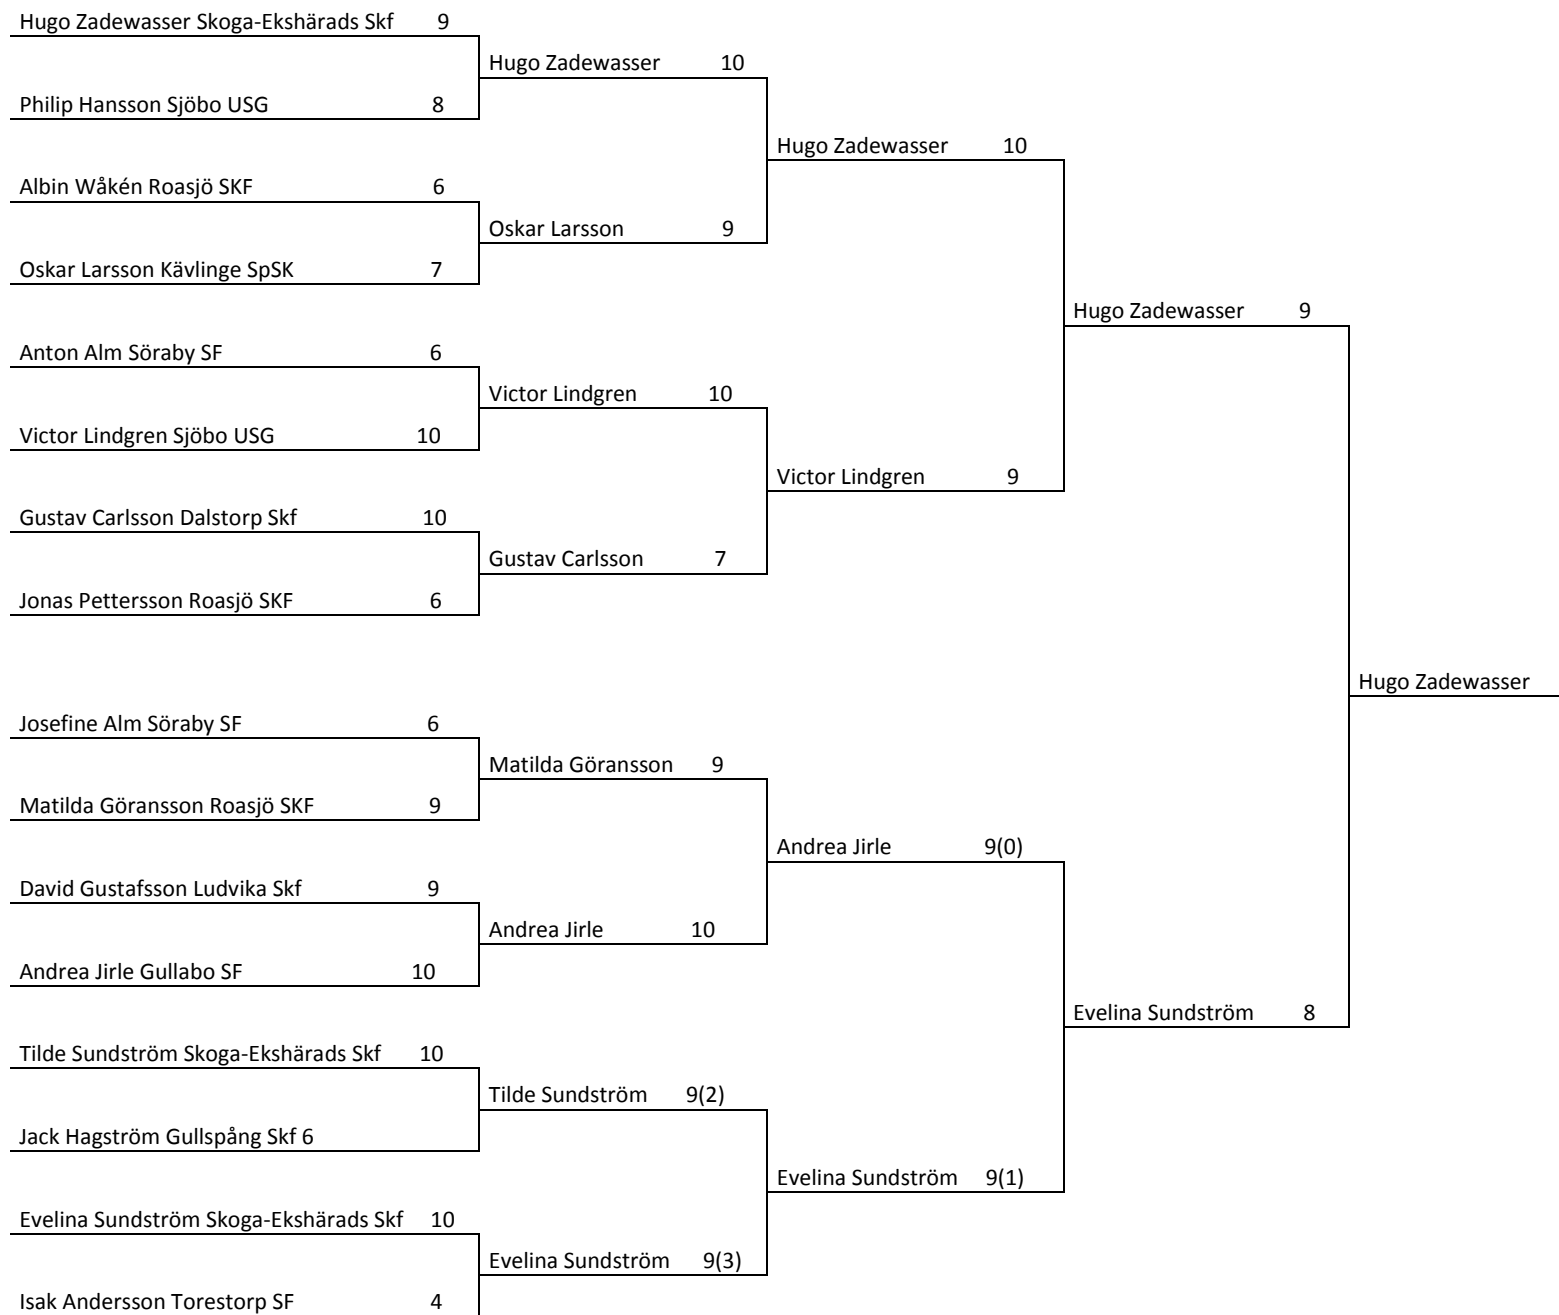 Hugo Zadewasser Skoga-Ekshärads Skf 9
Hugo Zadewasser 10
Philip Hansson Sjöbo USG 8
Hugo Zadewasser 10
Albin Wåkén Roasjö SKF 6
Oskar Larsson 9
Oskar Larsson Kävlinge SpSK 7
Hugo Zadewasser 9
Anton Alm Söraby SF 6
Victor Lindgren 10
Victor Lindgren Sjöbo USG 10
Victor Lindgren 9
Gustav Carlsson Dalstorp Skf 10
Gustav Carlsson 7
Jonas Pettersson Roasjö SKF 6
Hugo Zadewasser
Josefine Alm Söraby SF 6
Matilda Göransson 9
Matilda Göransson Roasjö SKF 9
Andrea Jirle 9(0)
David Gustafsson Ludvika Skf 9
Andrea Jirle 10
Andrea Jirle Gullabo SF 10
Evelina Sundström 8
Tilde Sundström Skoga-Ekshärads Skf 10
Tilde Sundström 9(2)
Jack Hagström Gullspång Skf 6
Evelina Sundström 9(1)
Evelina Sundström Skoga-Ekshärads Skf 10
Evelina Sundström 9(3)
Isak Andersson Torestorp SF 4